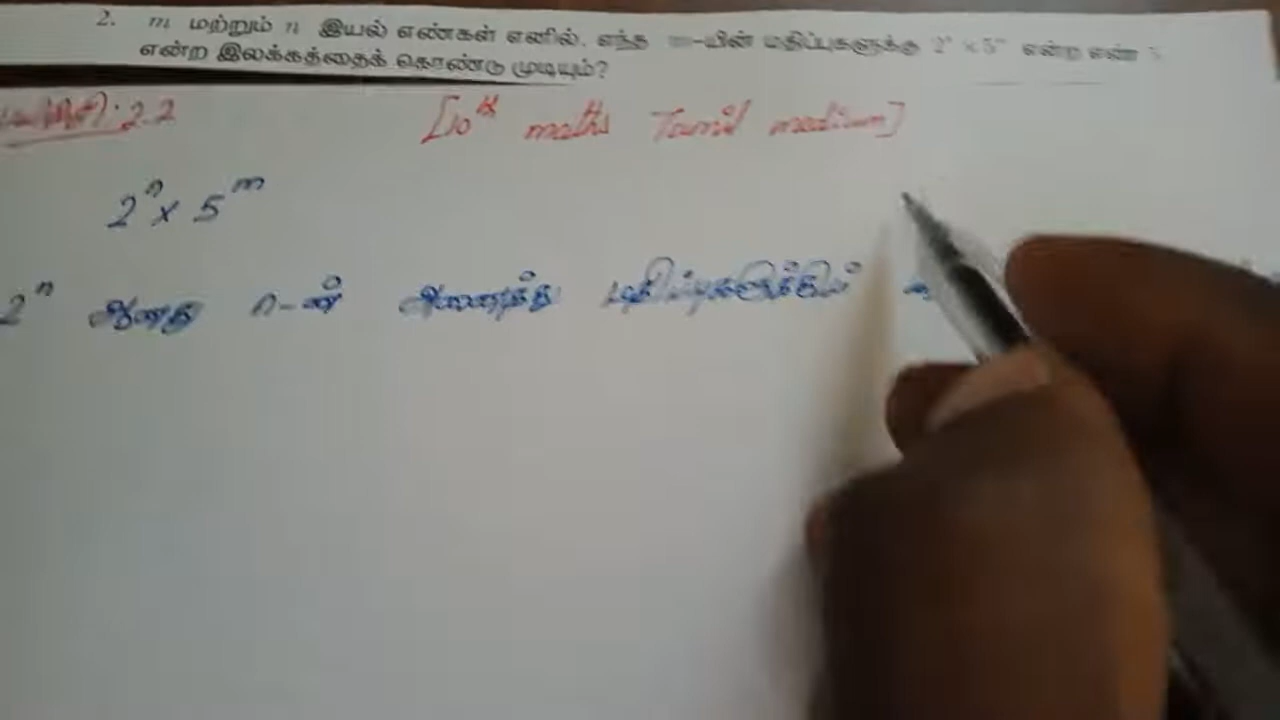 2. m மற்றும் n இயல் எண்கள் எனில், எந்த m-யின் மதிப்புகளுக்கு 2ⁿ × 5ᵐ என்ற எண் 5
என்ற இலக்கத்தைக் கொண்டு முடியும்?
2.2 [10th maths Tamil medium]
2ⁿ × 5ᵐ
2ⁿ ஆனது n-ன் அனைத்து மதிப்புகளுக்கும்